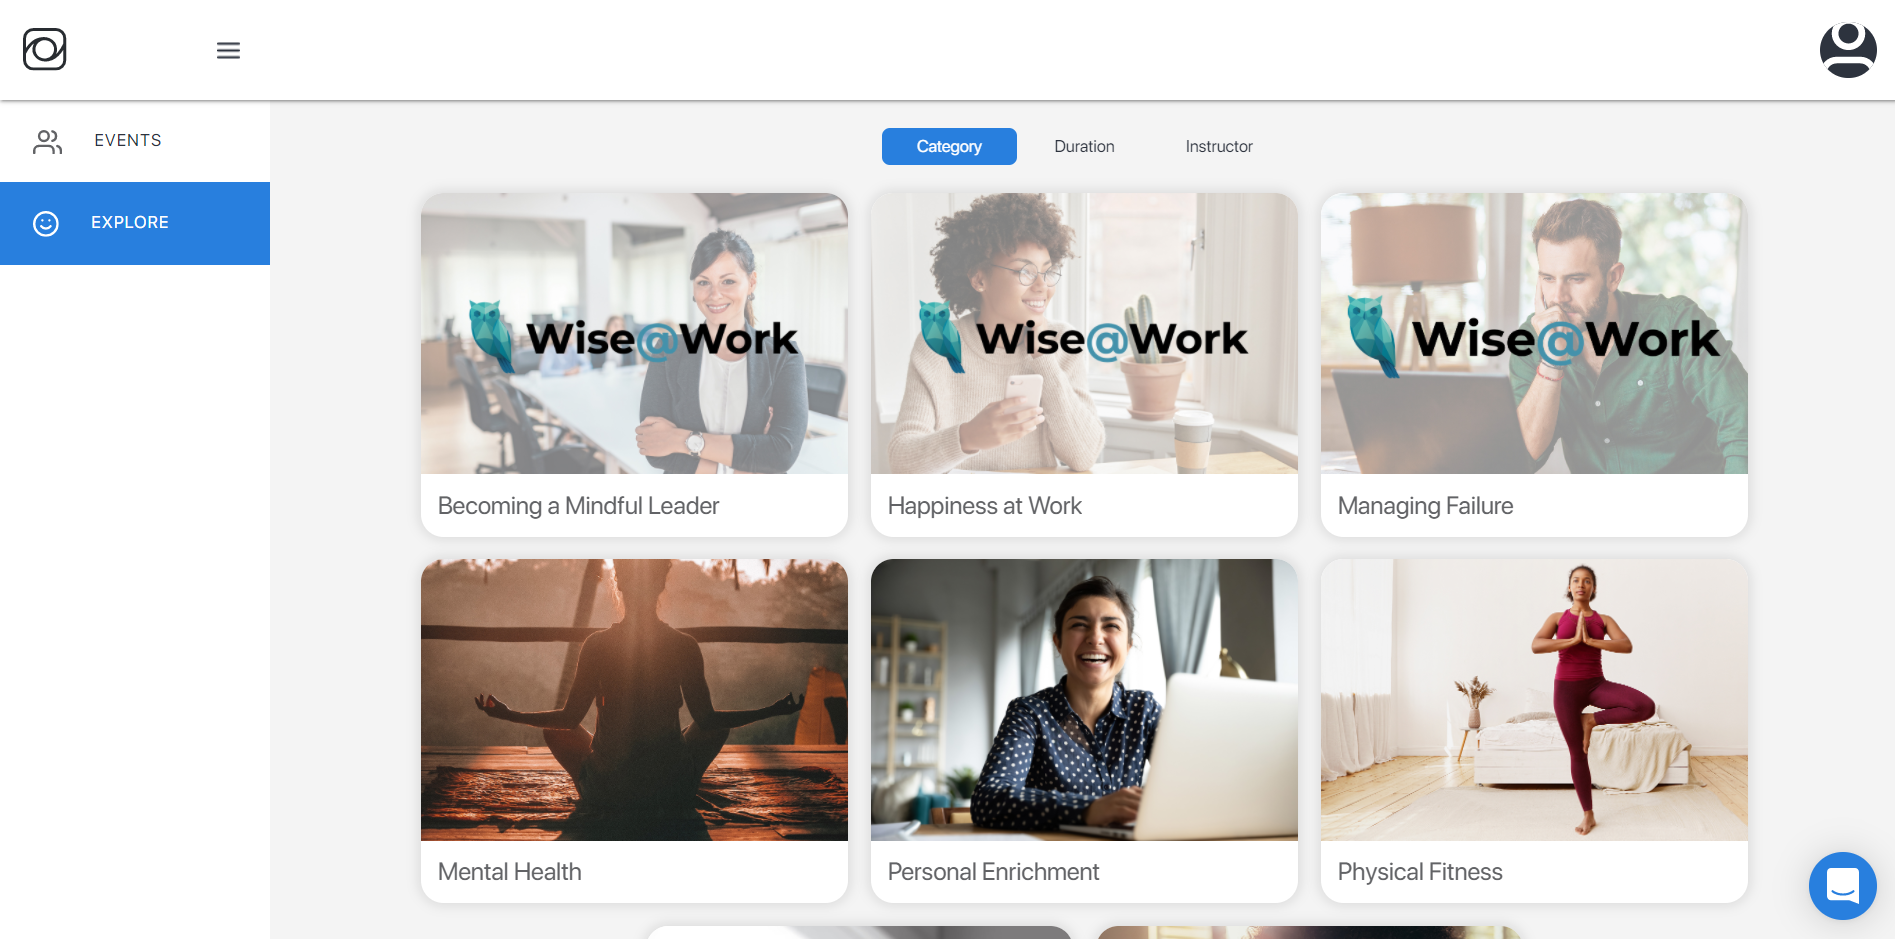 EVENTS
EXPLORE
Category
Duration
Instructor
Wise@Work
Wise@Work
Wise@Work
Becoming a Mindful Leader
Happiness at Work
Managing Failure
Mental Health
Personal Enrichment
Physical Fitness